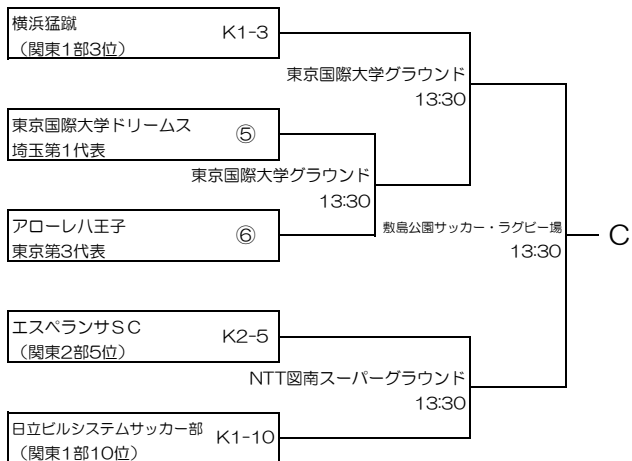 横浜猛蹴
（関東1部3位）
K1-3
東京国際大学グラウンド
13:30
東京国際大学ドリームス
埼玉第1代表
⑤
東京国際大学グラウンド
13:30
アローレ八王子
東京第3代表
⑥
敷島公園サッカー・ラグビー場
13:30
C
エスペランサＳＣ
（関東2部5位）
K2-5
NTT図南スーパーグラウンド
13:30
日立ビルシステムサッカー部
（関東1部10位）
K1-10